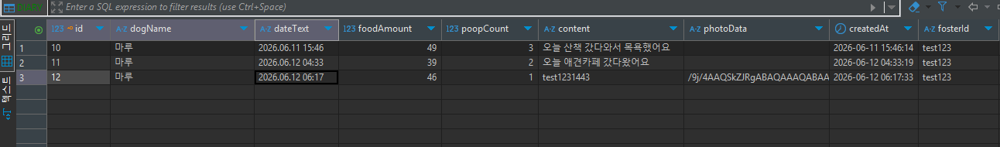 DIARY Enter a SQL expression to filter results (use Ctrl+Space)
그리드
텍스트
123 id A-Z dogName A-Z dateText 123 foodAmount 123 poopCount A-Z content A-Z photoData createdAt A-Z fosterId
1 10 마루 2026.06.11 15:46 49 3 오늘 산책 갔다와서 목욕했어요 2026-06-11 15:46:14 test123
2 11 마루 2026.06.12 04:33 39 2 오늘 애견카페 갔다왔어요 2026-06-12 04:33:19 test123
3 12 마루 2026.06.12 06:17 46 1 test1231443 /9j/4AAQSkZJRgABAQAAAQABAA 2026-06-12 06:17:33 test123